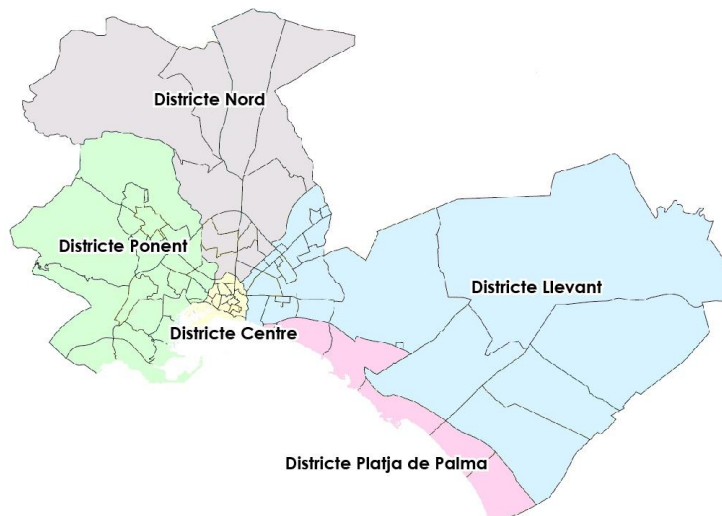 Districte Nord
Districte Ponent
Districte Llevant
Districte Centre
Districte Platja de Palma